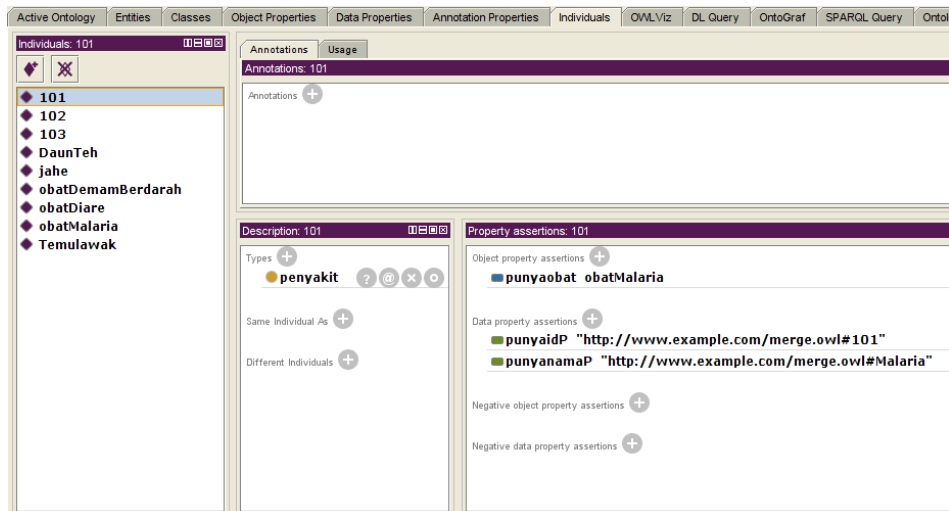 Active Ontology Entities Classes Object Properties Data Properties Annotation Properties Individuals OWLViz DL Query OntoGraf SPARQL Query Ontol
Individuals: 101
101
102
103
DaunTeh
jahe
obatDemamBerdarah
obatDiare
obatMalaria
Temulawak
Annotations Usage
Annotations: 101
Annotations
Description: 101
Types
penyakit
Same Individual As
Different Individuals
Property assertions: 101
Object property assertions
punyaobat obatMalaria
Data property assertions
punyaidP "http://www.example.com/merge.owl#101"
punyanamaP "http://www.example.com/merge.owl#Malaria"
Negative object property assertions
Negative data property assertions